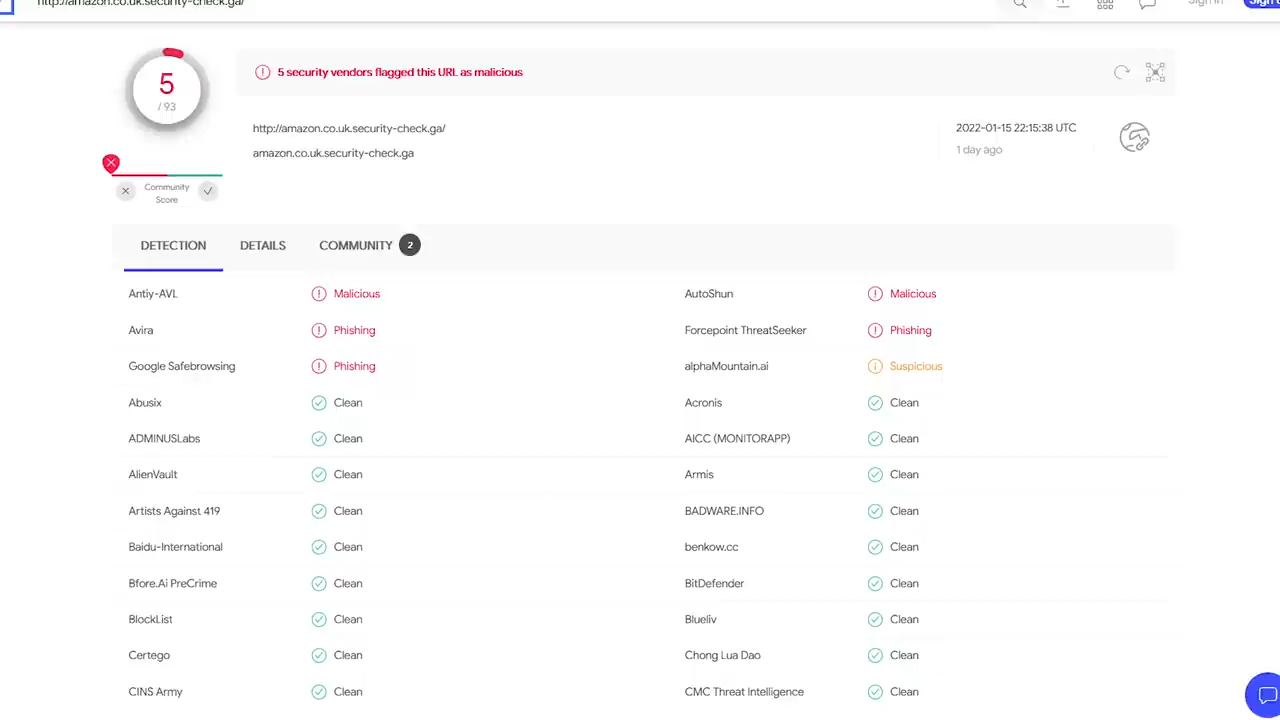 http://amazon.co.uk.security-check.ga/
Sign in
5
/ 93
5 security vendors flagged this URL as malicious
http://amazon.co.uk.security-check.ga/
amazon.co.uk.security-check.ga
2022-01-15 22:15:38 UTC
1 day ago
Community
Score
DETECTION DETAILS COMMUNITY 2
Antiy-AVL Malicious AutoShun Malicious
Avira Phishing Forcepoint ThreatSeeker Phishing
Google Safebrowsing Phishing alphaMountain.ai Suspicious
Abusix Clean Acronis Clean
ADMINUSLabs Clean AICC (MONITORAPP) Clean
AlienVault Clean Armis Clean
Artists Against 419 Clean BADWARE.INFO Clean
Baidu-International Clean benkow.cc Clean
Bfore.Ai PreCrime Clean BitDefender Clean
BlockList Clean Blueliv Clean
Certego Clean Chong Lua Dao Clean
CINS Army Clean CMC Threat Intelligence Clean